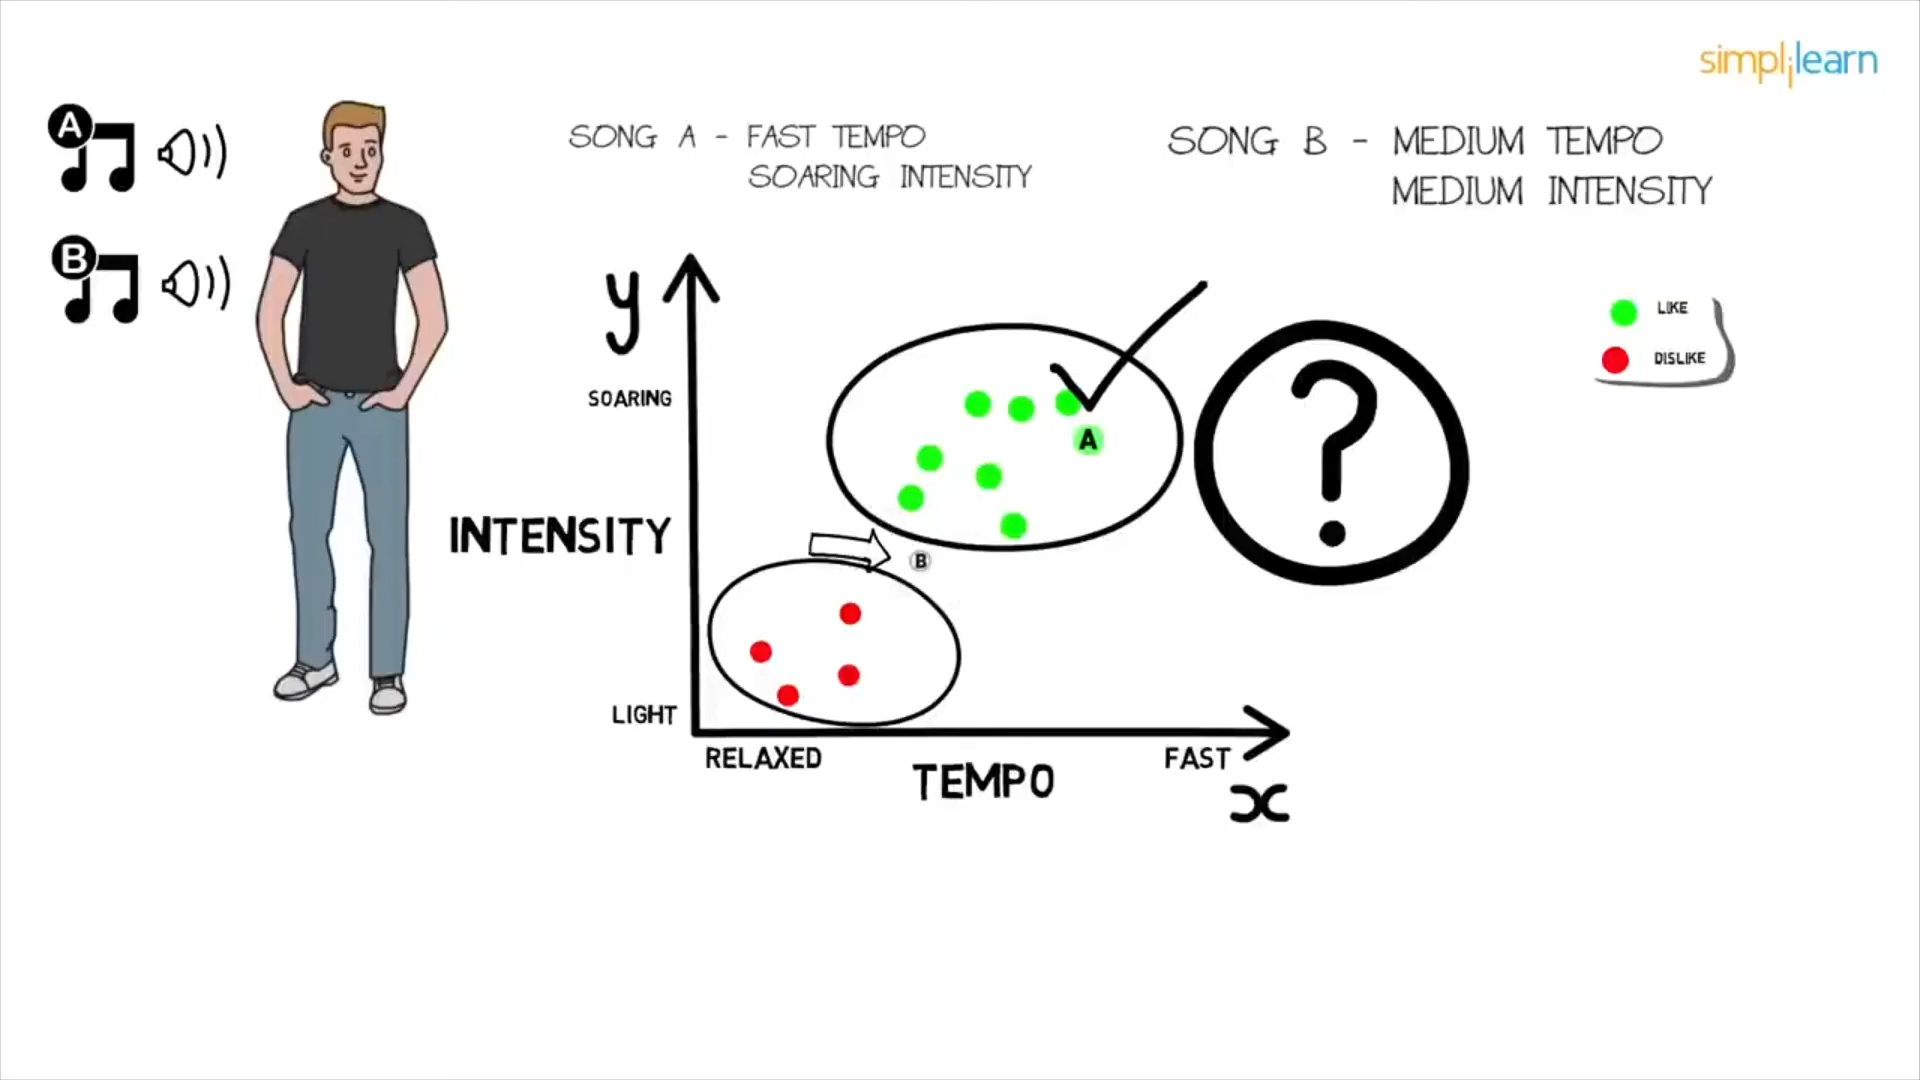 simplilearn
A
B
SONG A - FAST TEMPO
SOARING INTENSITY
SONG B - MEDIUM TEMPO
MEDIUM INTENSITY
y
LIKE
DISLIKE
SOARING
?
A
INTENSITY
B
LIGHT
RELAXED
FAST
TEMPO
x